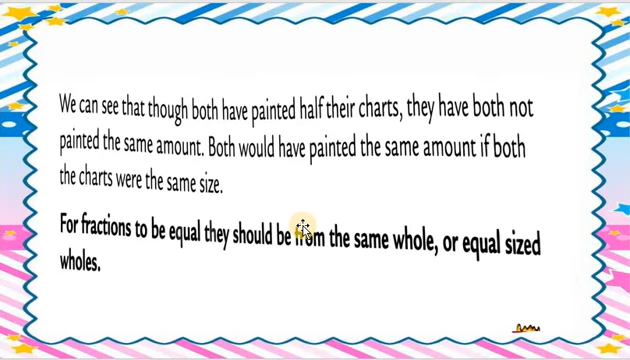 We can see that though both have painted half their charts, they have both not
painted the same amount. Both would have painted the same amount if both
the charts were the same size.
For fractions to be equal they should be from the same whole, or equal sized
wholes.